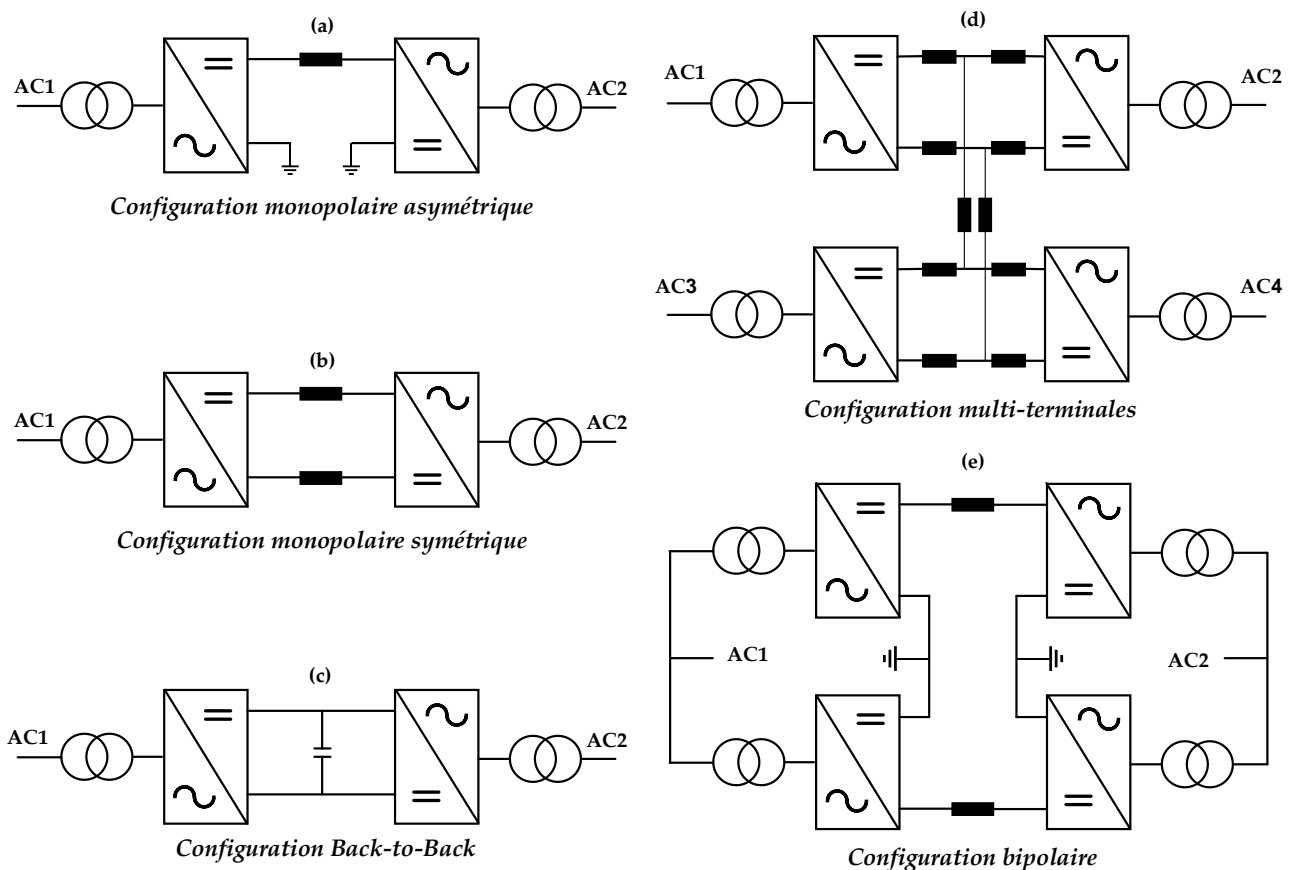 (a)
AC1
AC2
Configuration monopolaire asymétrique
(b)
AC1
AC2
Configuration monopolaire symétrique
(c)
AC1
AC2
Configuration Back-to-Back
(d)
AC1
AC2
AC3
AC4
Configuration multi-terminales
(e)
AC1
AC2
Configuration bipolaire